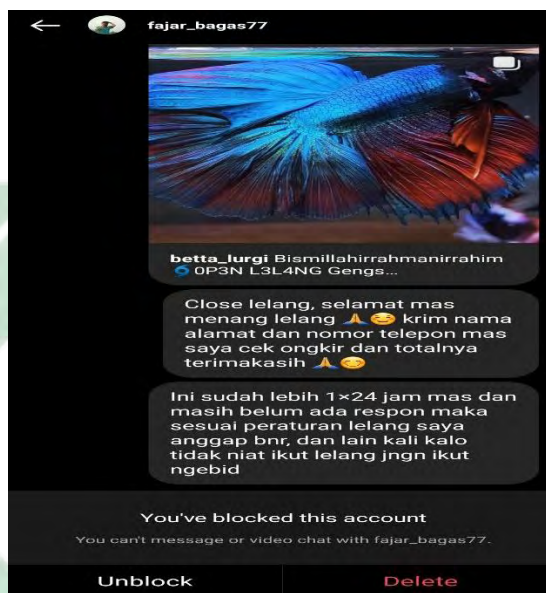 fajar_bagas77
betta_lurgi Bismillahirrahmanirrahim
🌀 0P3N L3L4NG Gengs...
Close lelang, selamat mas
menang lelang 🙏😊 krim nama
alamat dan nomor telepon mas
saya cek ongkir dan totalnya
terimakasih 🙏😊
Ini sudah lebih 1×24 jam mas dan
masih belum ada respon maka
sesuai peraturan lelang saya
anggap bnr, dan lain kali kalo
tidak niat ikut lelang jngn ikut
ngebid
You've blocked this account
You can't message or video chat with fajar_bagas77.
Unblock
Delete